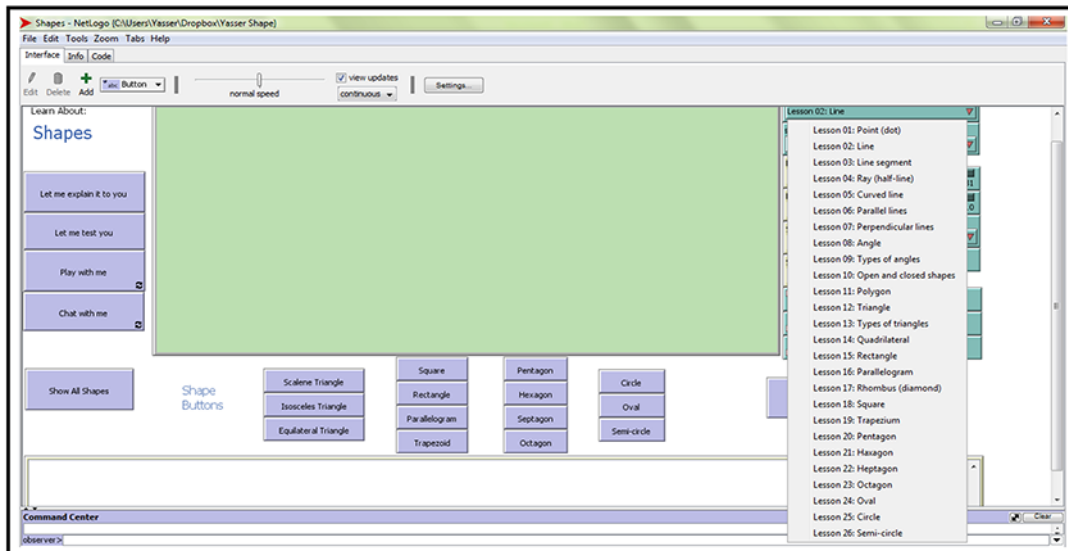 Shapes - NetLogo {C:\Users\Yasser\Dropbox\Yasser Shape}
File Edit Tools Zoom Tabs Help
Interface Info Code
Edit Delete Add abc Button normal speed view updates continuous Settings...
Learn About:
Shapes
Let me explain it to you
Let me test you
Play with me
Chat with me
Show All Shapes
Shape
Buttons
Scalene Triangle
Isosceles Triangle
Equilateral Triangle
Square
Rectangle
Parallelogram
Trapezoid
Pentagon
Hexagon
Septagon
Octagon
Circle
Oval
Semi-circle
Lesson 02: Line
Lesson 01: Point (dot)
Lesson 02: Line
Lesson 03: Line segment
Lesson 04: Ray (half-line)
Lesson 05: Curved line
Lesson 06: Parallel lines
Lesson 07: Perpendicular lines
Lesson 08: Angle
Lesson 09: Types of angles
Lesson 10: Open and closed shapes
Lesson 11: Polygon
Lesson 12: Triangle
Lesson 13: Types of triangles
Lesson 14: Quadrilateral
Lesson 15: Rectangle
Lesson 16: Parallelogram
Lesson 17: Rhombus (diamond)
Lesson 18: Square
Lesson 19: Trapezium
Lesson 20: Pentagon
Lesson 21: Haxagon
Lesson 22: Heptagon
Lesson 23: Octagon
Lesson 24: Oval
Lesson 25: Circle
Lesson 26: Semi-circle
Command Center Clear
observer>